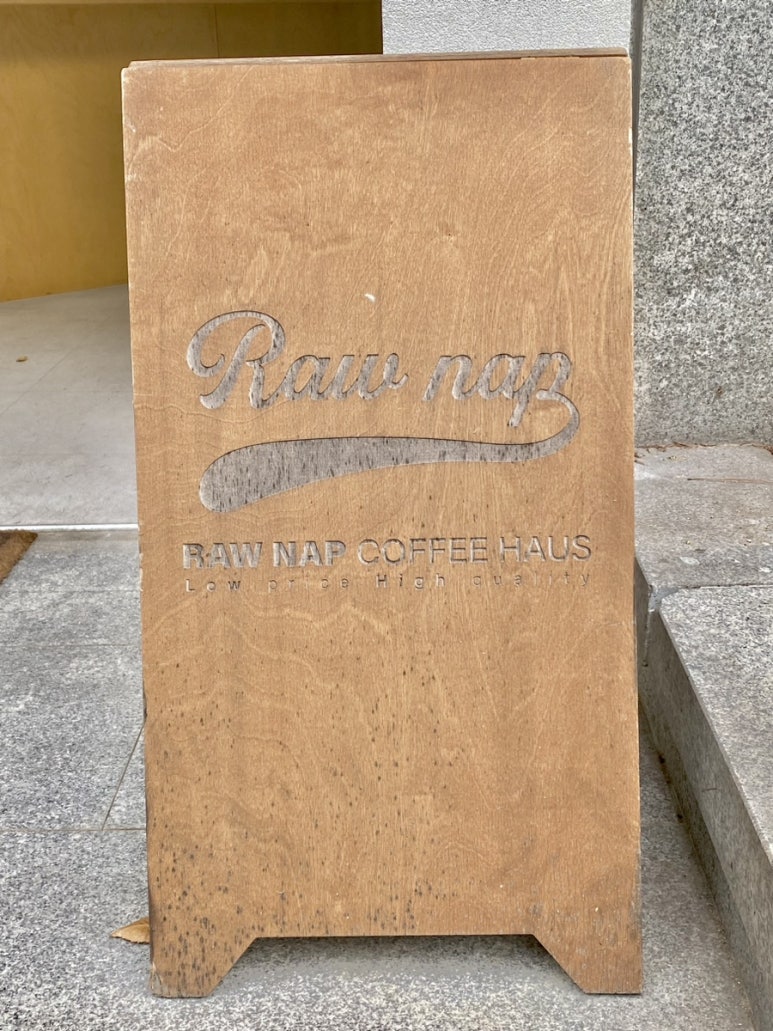 Raw nap
RAW NAP COFFEE HAUS
Low price High quality